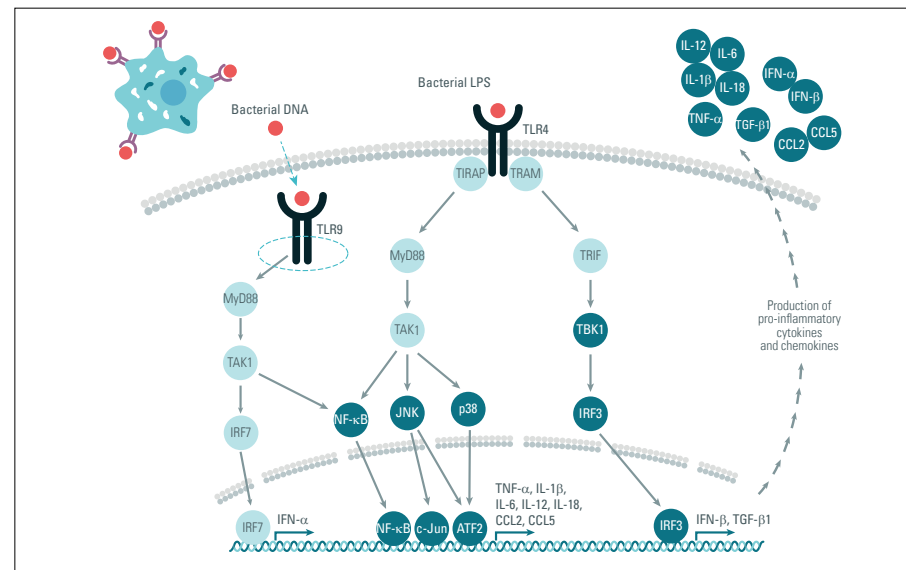 IL-12
IL-6
IL-1β
IL-18
IFN-α
IFN-β
TNF-α
TGF-β1
CCL2
CCL5
Bacterial LPS
Bacterial DNA
TLR4
TIRAP
TRAM
TLR9
MyD88
TRIF
MyD88
TAK1
TBK1
Production of
pro-inflammatory
cytokines
and chemokines
TAK1
NF-κB
JNK
p38
IRF3
IRF7
TNF-α, IL-1β,
IL-6, IL-12, IL-18,
CCL2, CCL5
IRF7
IFN-α
NF-κB
c-Jun
ATF2
IRF3
IFN-β, TGF-β1